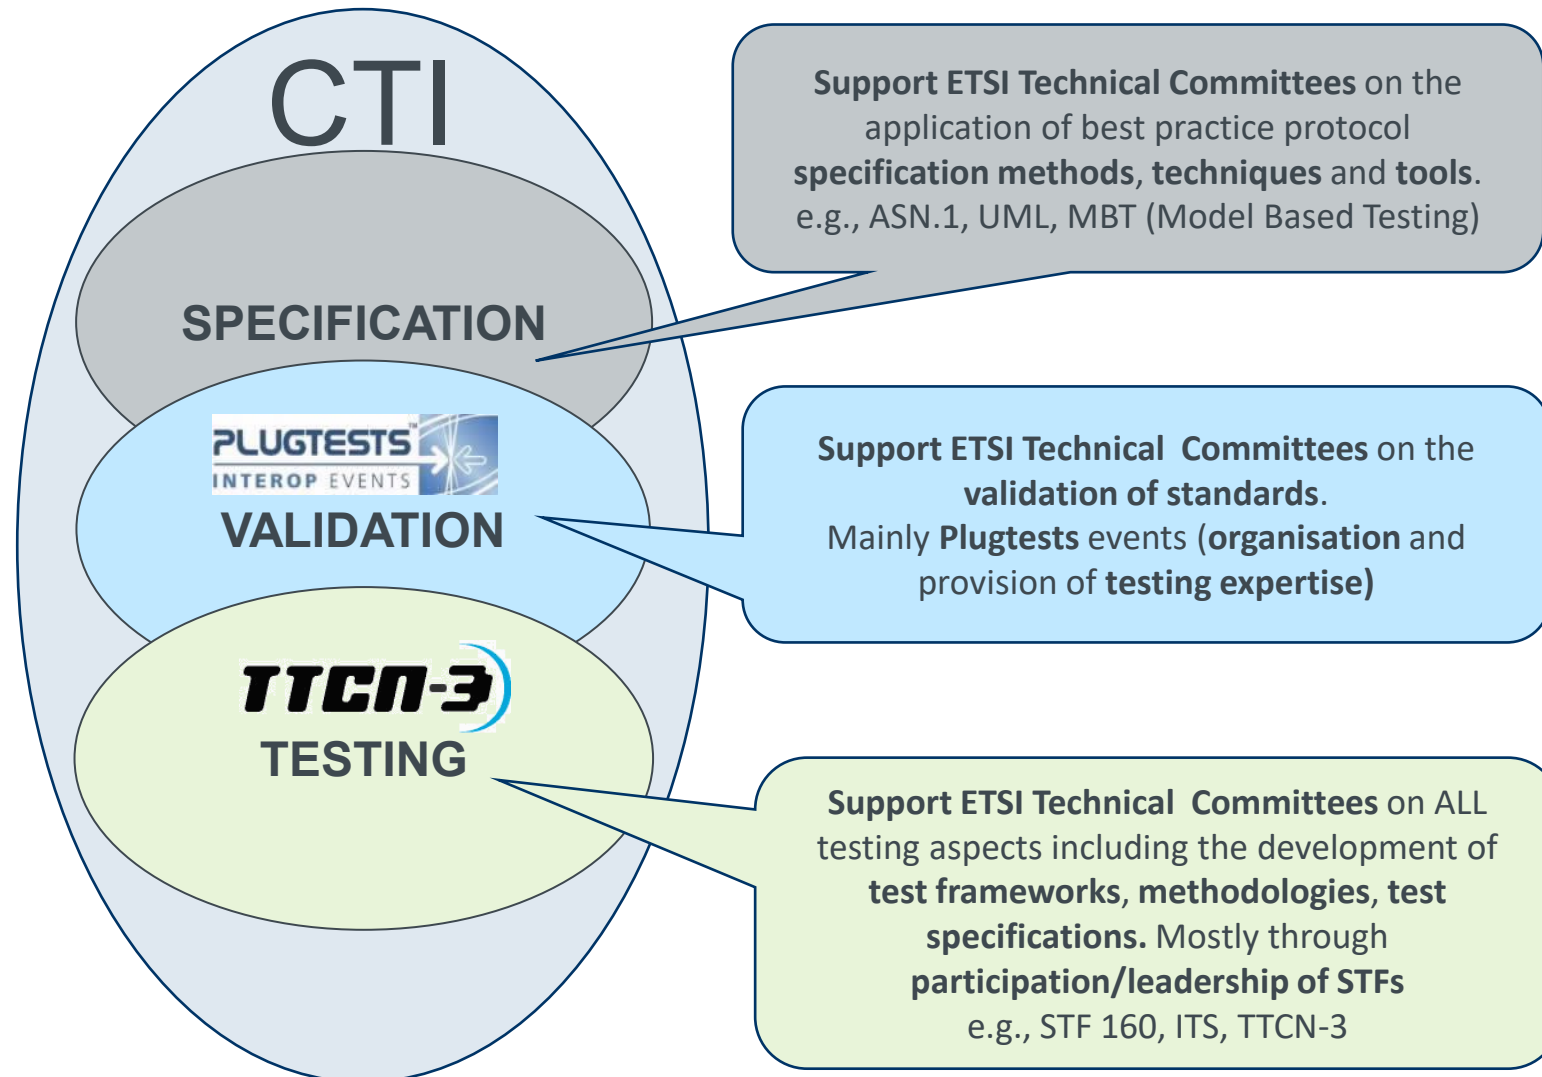 CTI
SPECIFICATION
PLUGTESTS™
INTEROP EVENTS
VALIDATION
TTCN-3
TESTING
Support ETSI Technical Committees on the
application of best practice protocol
specification methods, techniques and tools.
e.g., ASN.1, UML, MBT (Model Based Testing)
Support ETSI Technical Committees on the
validation of standards.
Mainly Plugtests events (organisation and
provision of testing expertise)
Support ETSI Technical Committees on ALL
testing aspects including the development of
test frameworks, methodologies, test
specifications. Mostly through
participation/leadership of STFs
e.g., STF 160, ITS, TTCN-3